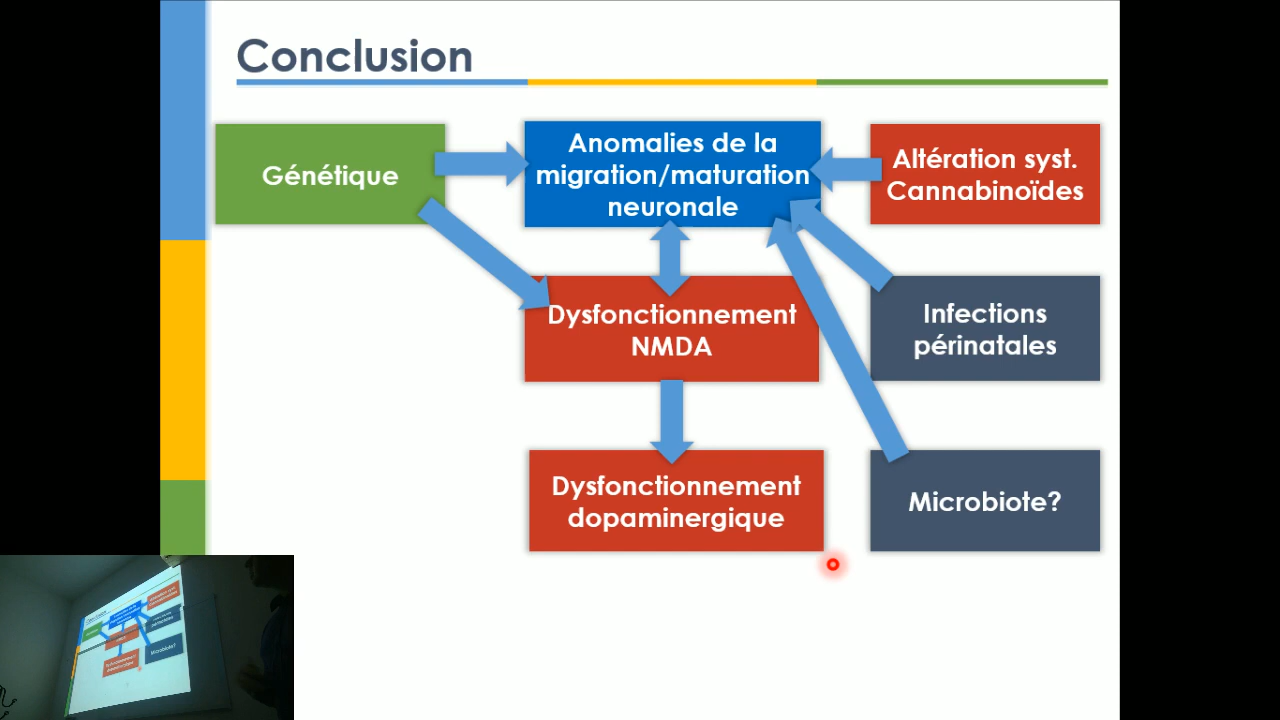 Conclusion
Génétique
Anomalies de la
migration/maturation
neuronale
Altération syst.
Cannabinoïdes
Dysfonctionnement
NMDA
Infections
périnatales
Dysfonctionnement
dopaminergique
Microbiote?